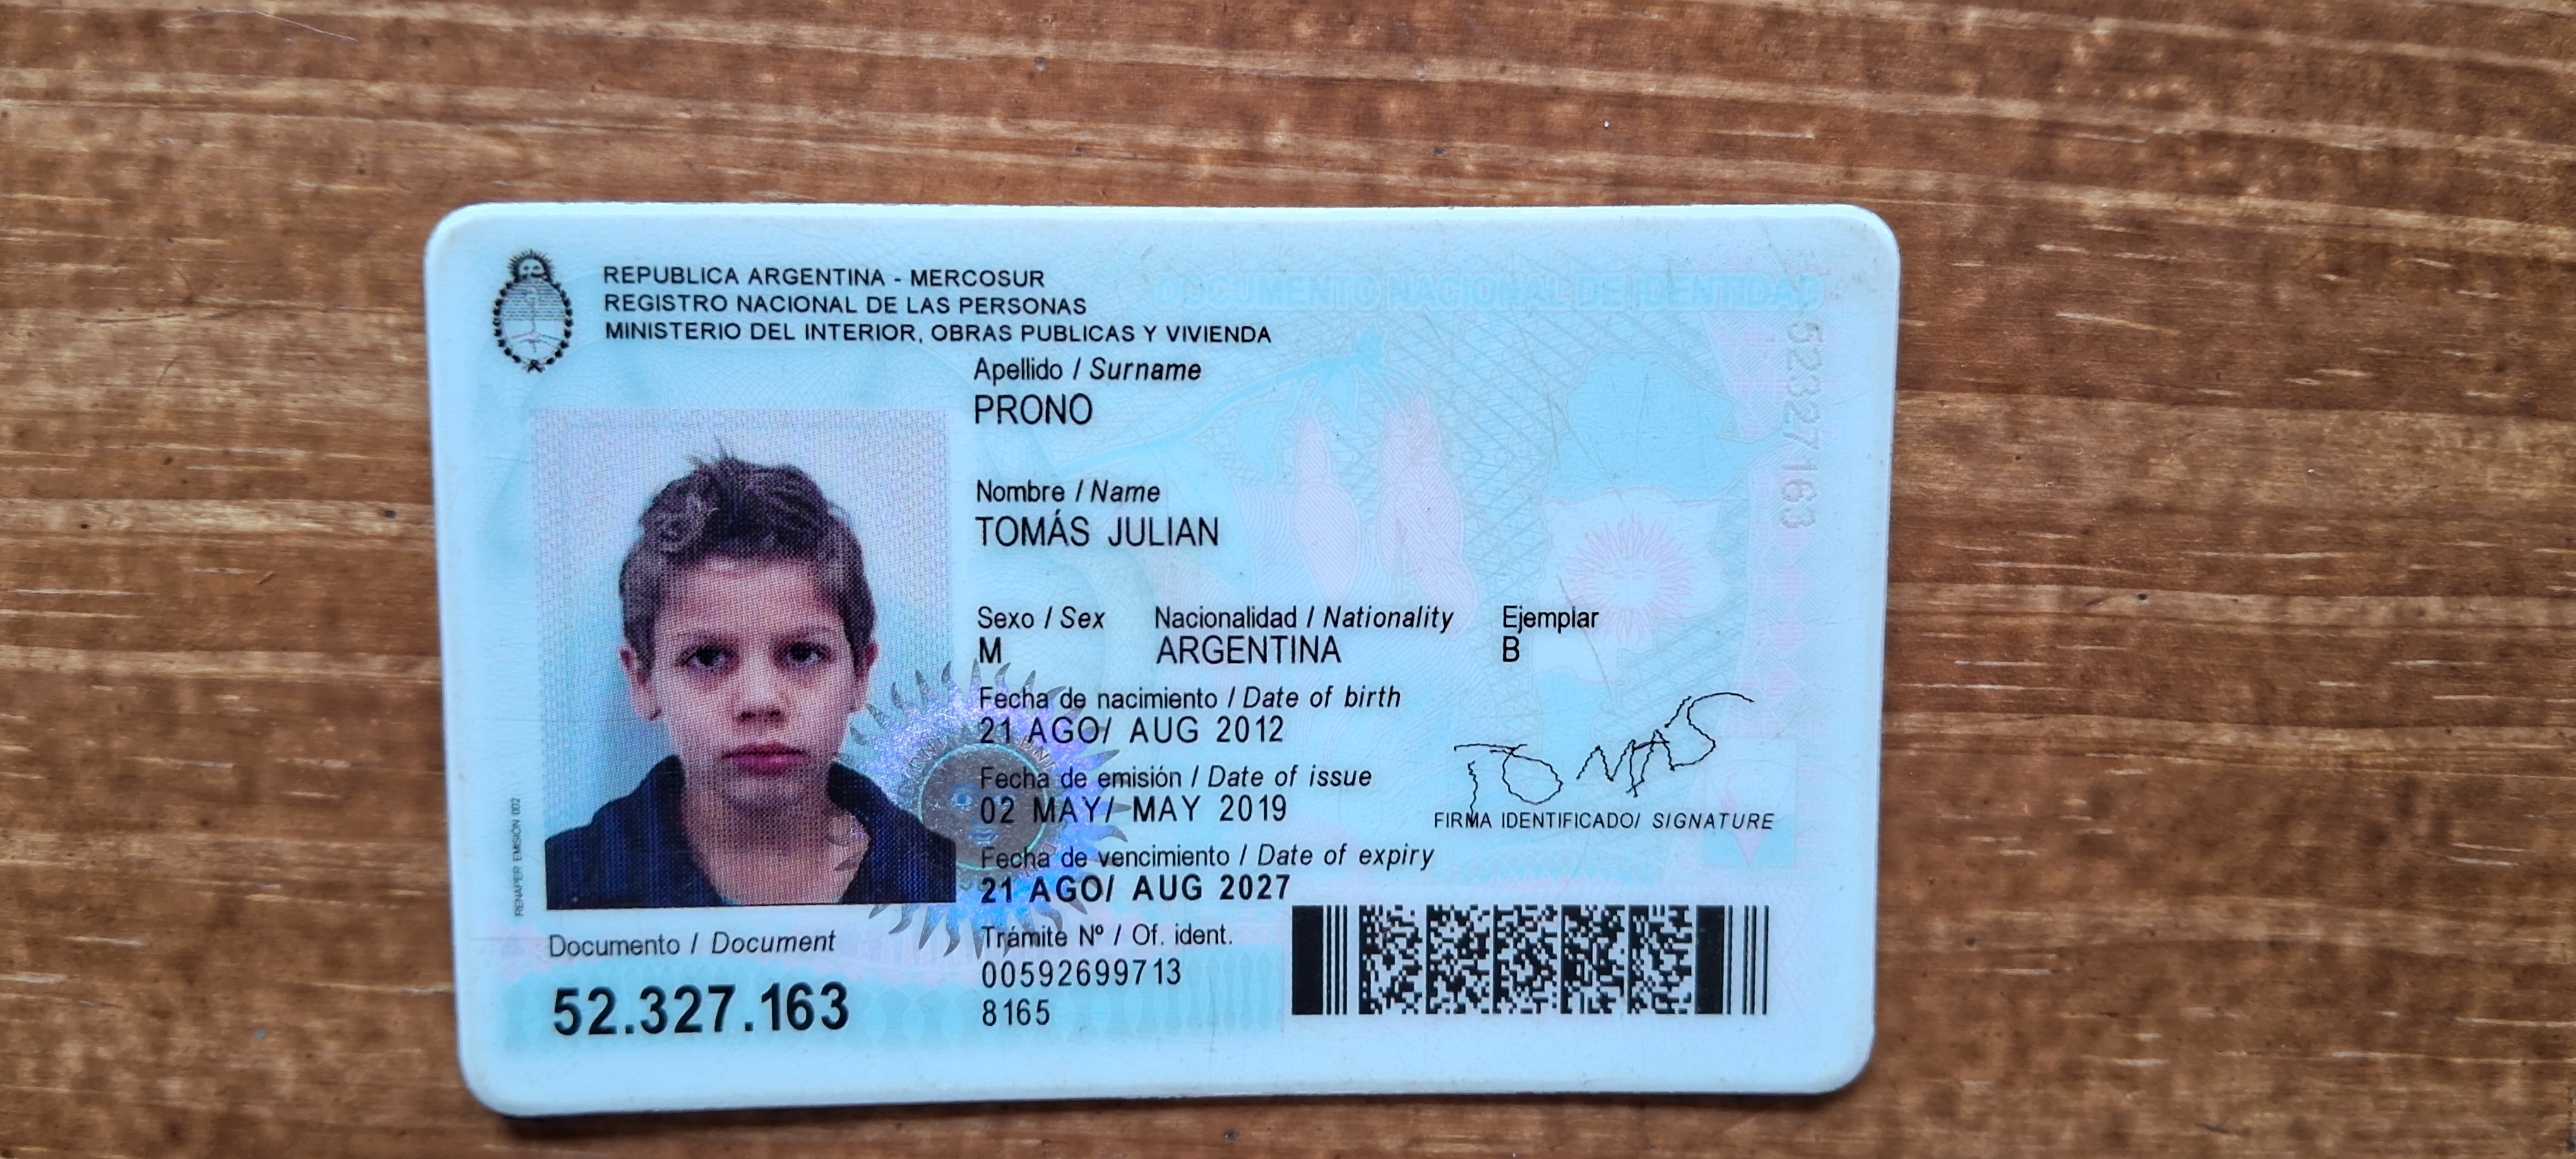 REPUBLICA ARGENTINA - MERCOSUR
REGISTRO NACIONAL DE LAS PERSONAS
MINISTERIO DEL INTERIOR, OBRAS PUBLICAS Y VIVIENDA
DOCUMENTO NACIONAL DE IDENTIDAD
52327163
Apellido / Surname
PRONO
Nombre / Name
TOMÁS JULIAN
Sexo / Sex Nacionalidad / Nationality Ejemplar
M ARGENTINA B
Fecha de nacimiento / Date of birth
21 AGO/ AUG 2012
Fecha de emisión / Date of issue
02 MAY/ MAY 2019
Fecha de vencimiento / Date of expiry
21 AGO/ AUG 2027
TOMAS
FIRMA IDENTIFICADO/ SIGNATURE
RENAPER EMISIÓN 002
Documento / Document
52.327.163
Trámite Nº / Of. ident.
00592699713
8165